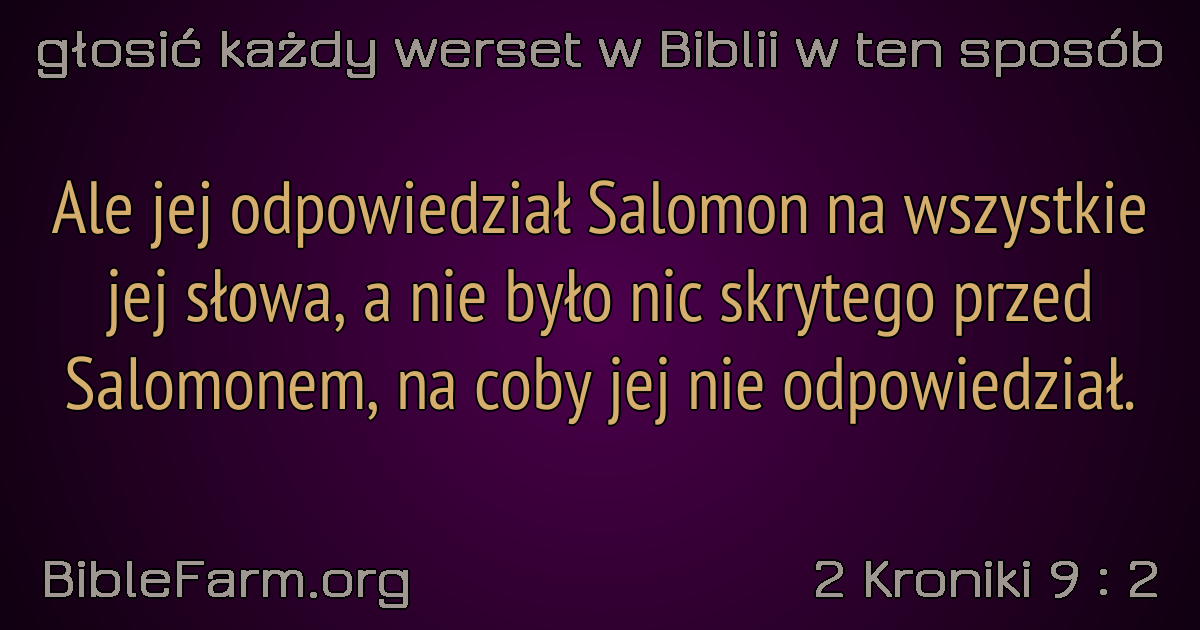 głosić każdy werset w Biblii w ten sposób
Ale jej odpowiedział Salomon na wszystkie
jej słowa, a nie było nic skrytego przed
Salomonem, na coby jej nie odpowiedział.
BibleFarm.org
2 Kroniki 9 : 2